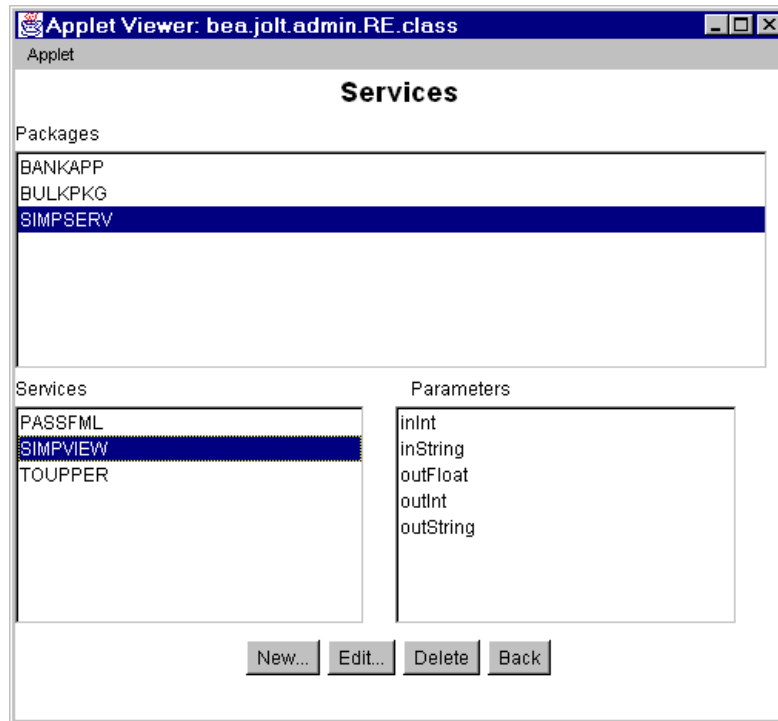 Applet Viewer: bea.jolt.admin.RE.class
Applet
Services
Packages
BANKAPP
BULKPKG
SIMPSERV
Services
PASSFML
SIMPVIEW
TOUPPER
Parameters
inInt
inString
outFloat
outInt
outString
New... Edit... Delete Back